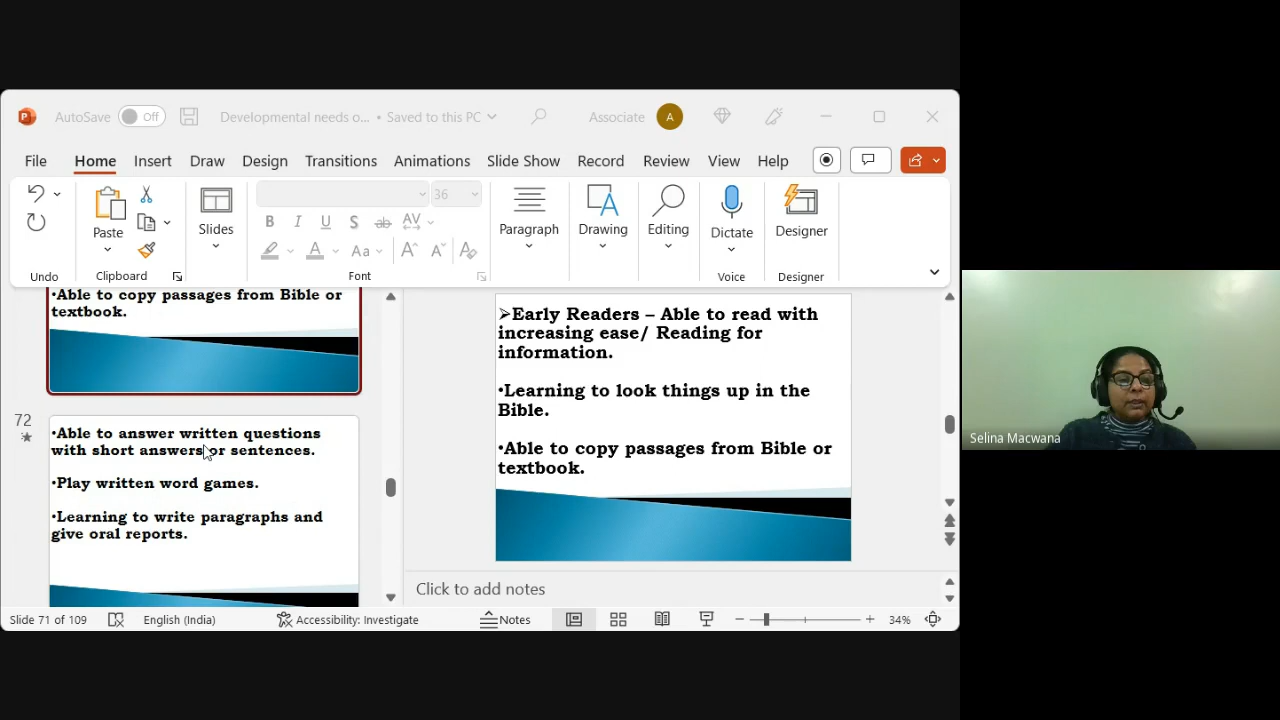 AutoSave Off Developmental needs o... • Saved to this PC Associate A
File Home Insert Draw Design Transitions Animations Slide Show Record Review View Help
36
Paste Slides B I U S ab AV Paragraph Drawing Editing Dictate Designer
A Aa A A A
Undo Clipboard Font Voice Designer
•Able to copy passages from Bible or
textbook.
72
•Able to answer written questions
with short answers or sentences.
•Play written word games.
•Learning to write paragraphs and
give oral reports.
➢Early Readers – Able to read with
increasing ease/ Reading for
information.
•Learning to look things up in the
Bible.
•Able to copy passages from Bible or
textbook.
Click to add notes
Slide 71 of 109 English (India) Accessibility: Investigate Notes 34%
Selina Macwana